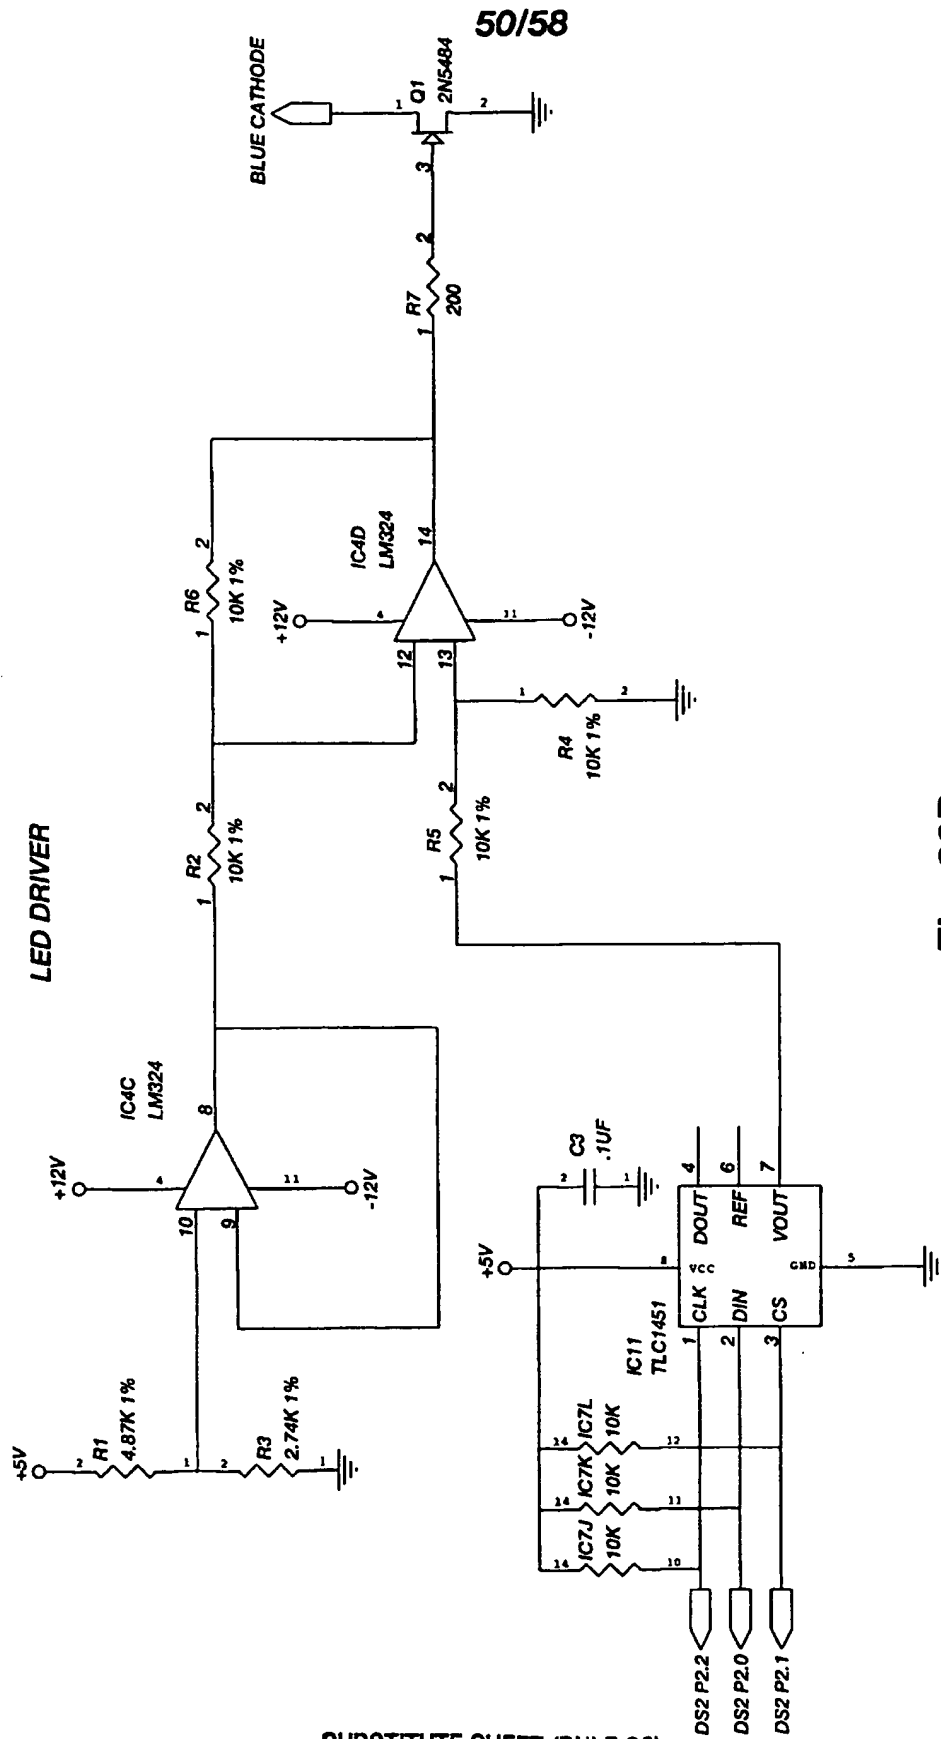 50/58
LED DRIVER
+5V
2
R1
4.87K 1%
1
2
R3
2.74K 1%
1
10
9
+12V
4
11
-12V
IC4C
LM324
8
1
R2
10K 1%
2
1
R6
10K 1%
2
+12V
4
11
-12V
IC4D
LM324
12
13
14
1
R5
10K 1%
2
1
R4
10K 1%
2
1
R7
200
2
3
Q1
2N5484
1
2
BLUE CATHODE
+5V
2
C3
.1UF
1
14
IC7J
10K
10
14
IC7K
10K
11
14
IC7L
10K
12
IC11
TLC1451
1 CLK
2 DIN
3 CS
8 VCC
GND 5
DOUT 4
REF 6
VOUT 7
DS2 P2.2
DS2 P2.0
DS2 P2.1